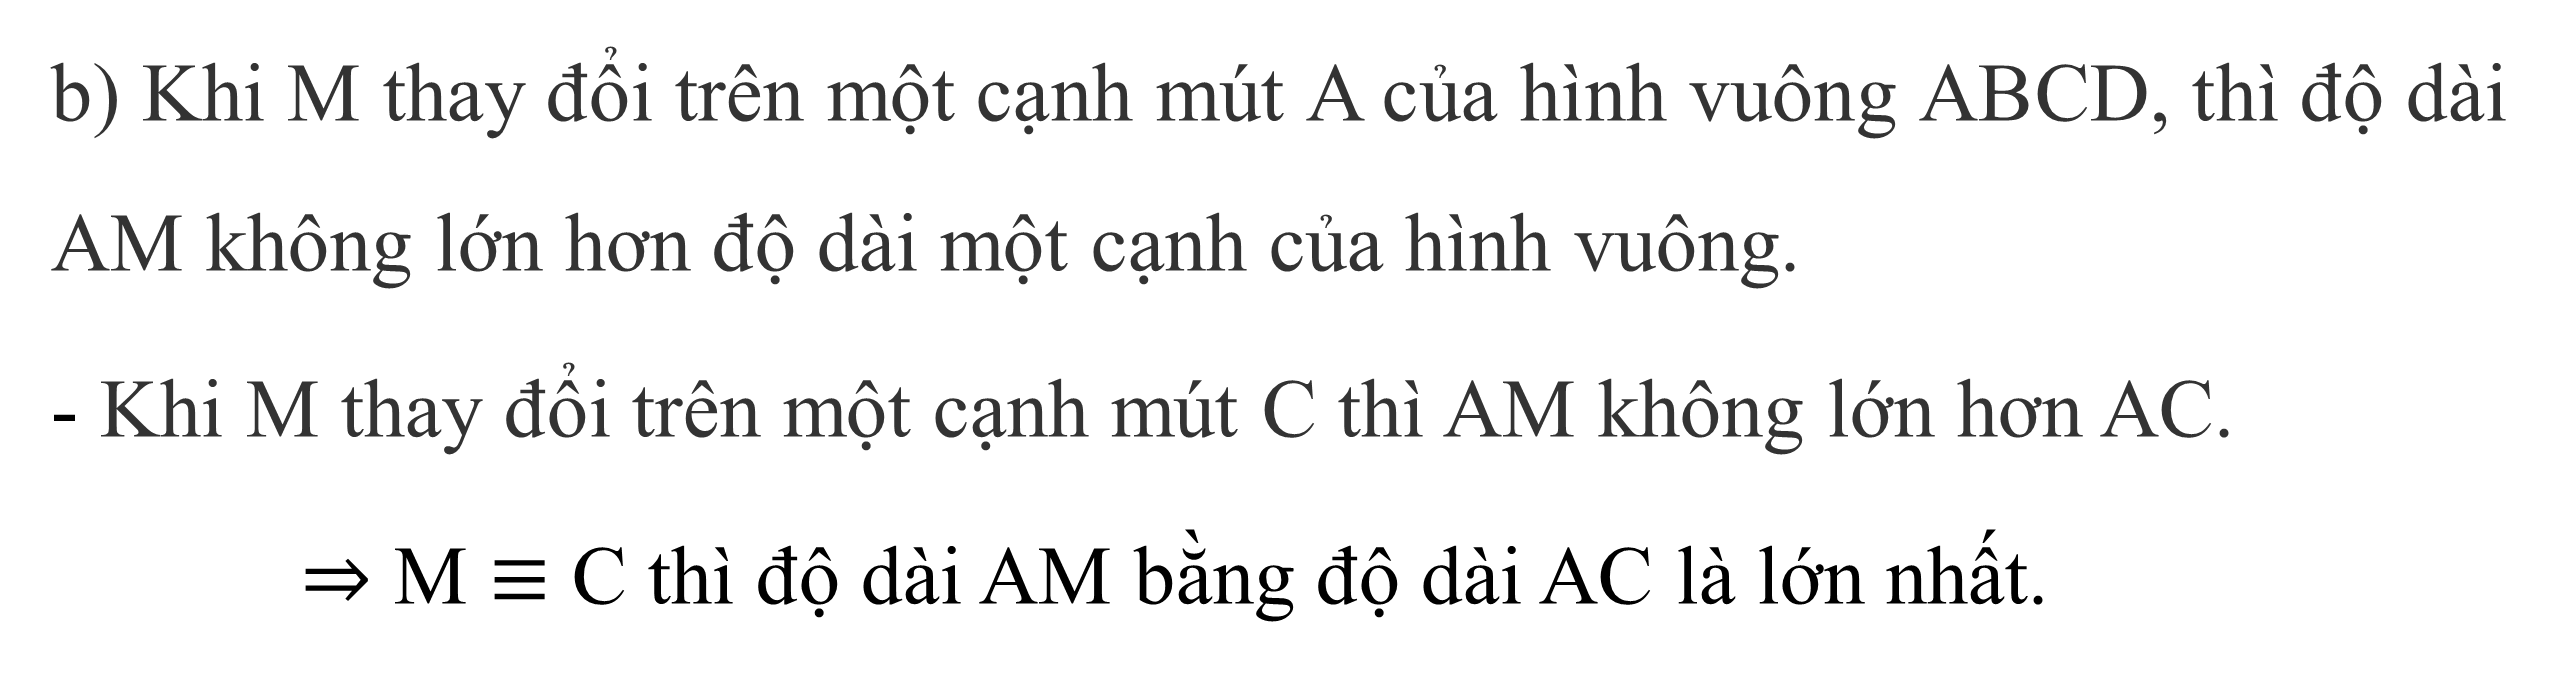 b) Khi M thay đổi trên một cạnh mút A của hình vuông ABCD, thì độ dài
AM không lớn hơn độ dài một cạnh của hình vuông.
- Khi M thay đổi trên một cạnh mút C thì AM không lớn hơn AC.
⇒ M ≡ C thì độ dài AM bằng độ dài AC là lớn nhất.